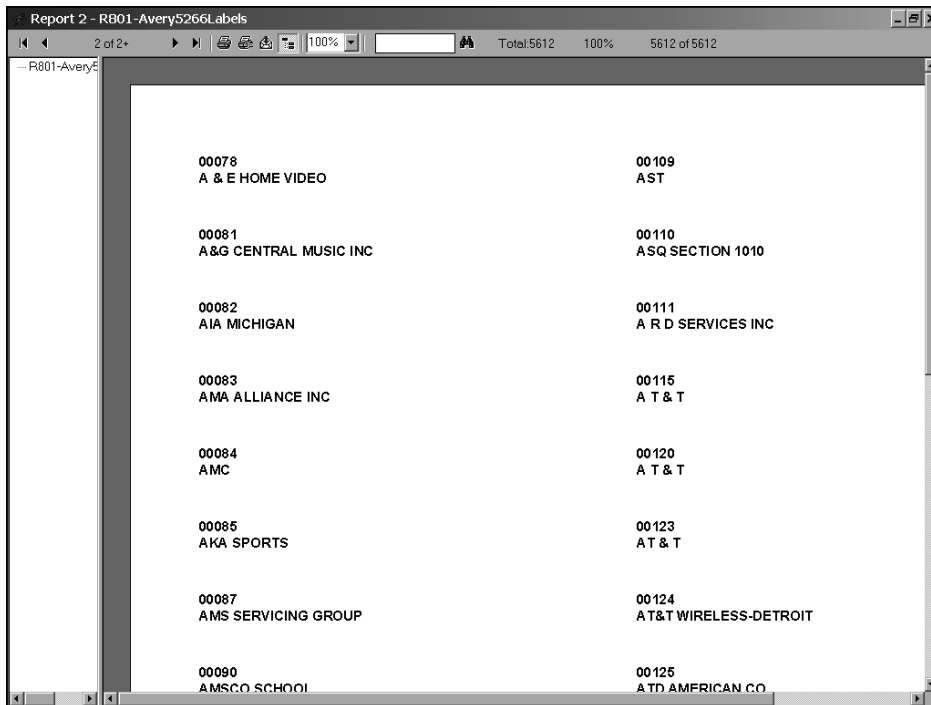 Report 2 - R801-Avery5266Labels
2 of 2+ 100% Total:5612 100% 5612 of 5612
R801-Avery5
00078
A & E HOME VIDEO
00081
A&G CENTRAL MUSIC INC
00082
AIA MICHIGAN
00083
AMA ALLIANCE INC
00084
AMC
00085
AKA SPORTS
00087
AMS SERVICING GROUP
00090
AMSCO SCHOOL
00109
AST
00110
ASQ SECTION 1010
00111
A R D SERVICES INC
00115
A T & T
00120
A T & T
00123
AT & T
00124
AT&T WIRELESS-DETROIT
00125
ATD AMERICAN CO